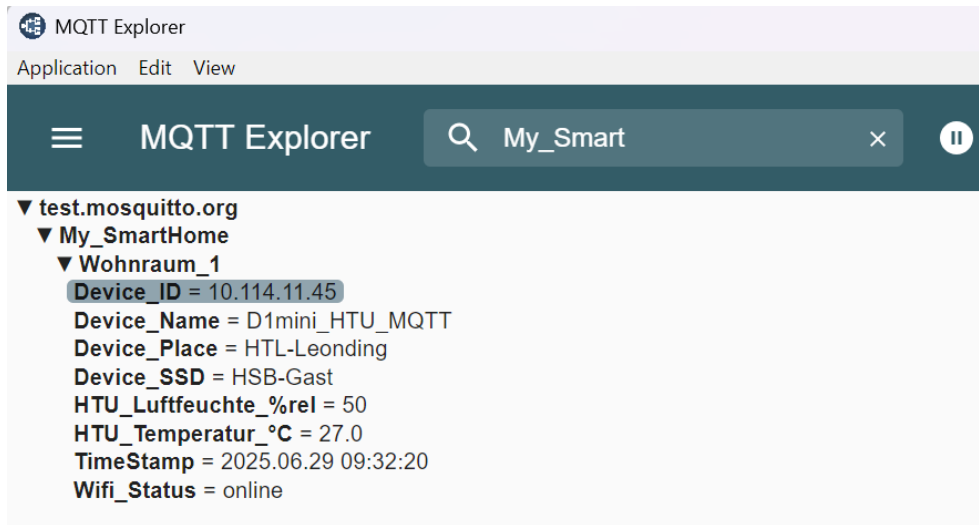 MQTT Explorer
Application Edit View
MQTT Explorer My_Smart
test.mosquitto.org
My_SmartHome
Wohnraum_1
Device_ID = 10.114.11.45
Device_Name = D1mini_HTU_MQTT
Device_Place = HTL-Leonding
Device_SSD = HSB-Gast
HTU_Luftfeuchte_%rel = 50
HTU_Temperatur_°C = 27.0
TimeStamp = 2025.06.29 09:32:20
Wifi_Status = online